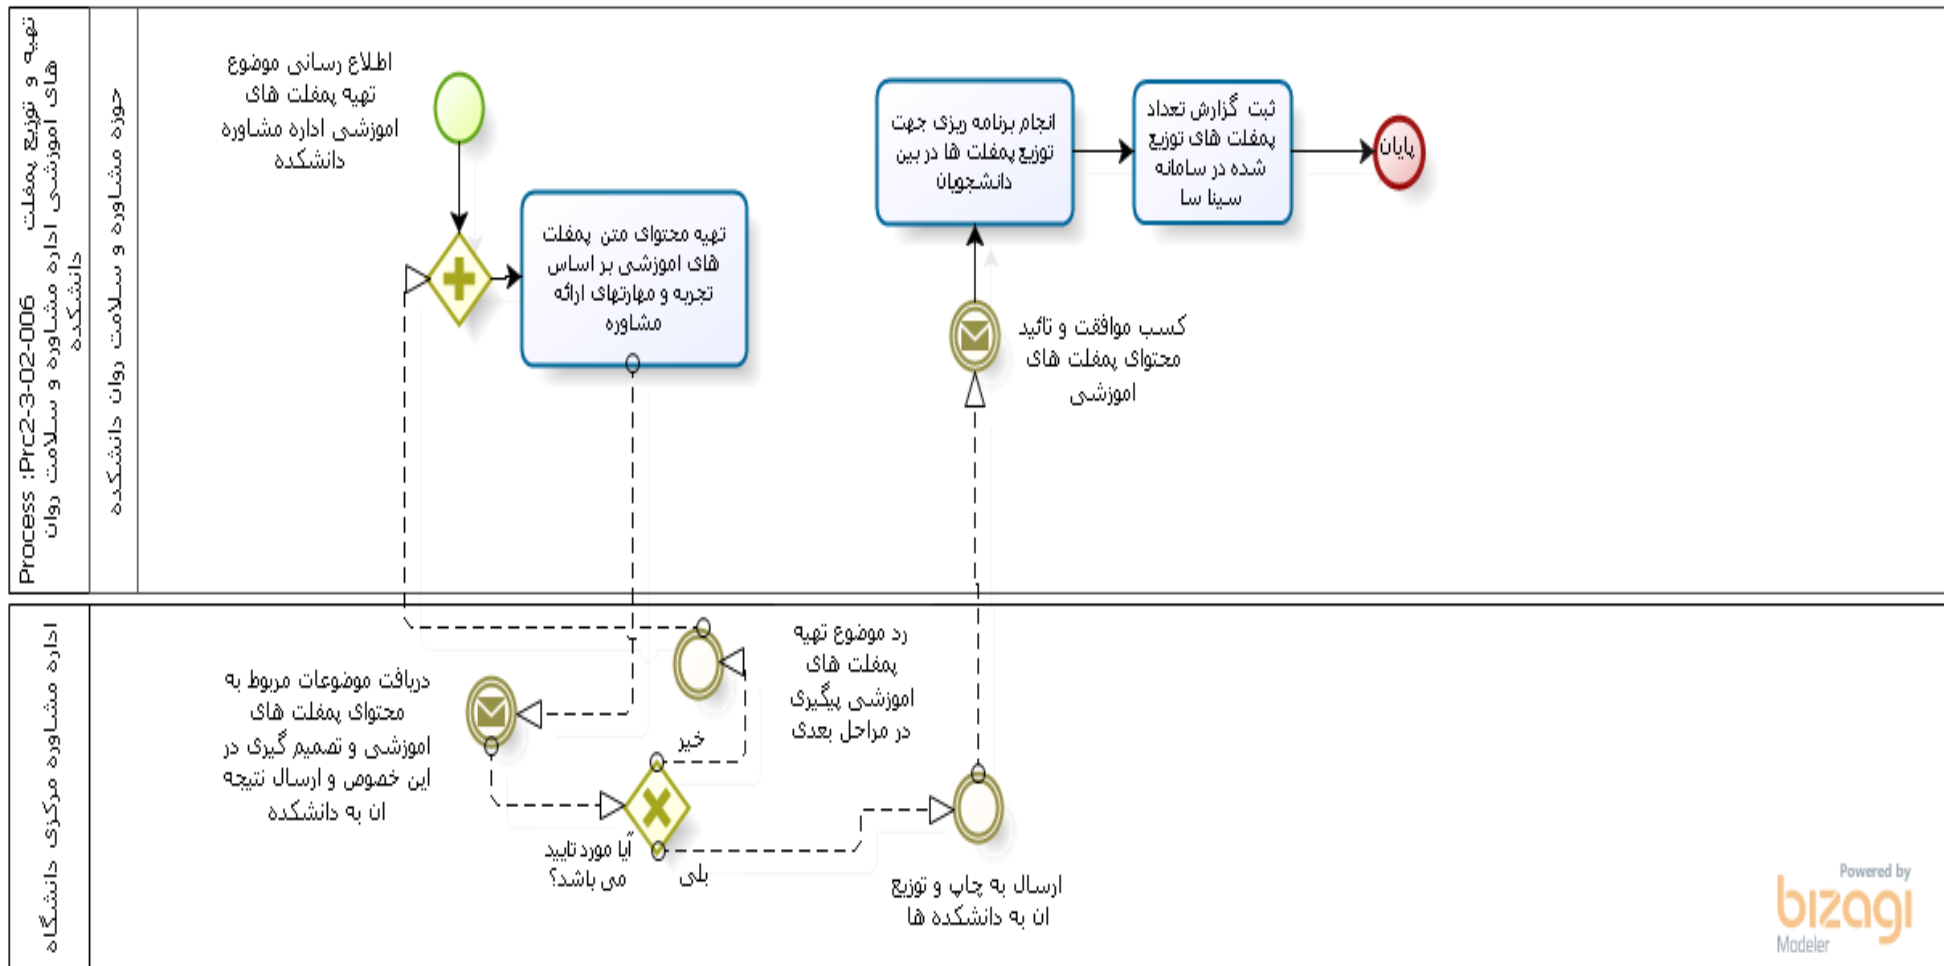 تهیه و توزیع پمفلت Process :Prc2-3-02-006
های اموزشی اداره مشاوره و سلامت روان
دانشکده
حوزه مشاوره و سلامت روان دانشکده
اطلاع رسانی موضوع
تهیه پمفلت های
اموزشی اداره مشاوره
دانشکده
تهیه محتوای متن پمفلت
های اموزشی بر اساس
تجربه و مهارتهای ارائه
مشاوره
انجام برنامه ریزی جهت
توزیع پمفلت ها در بین
دانشجویان
ثبت گزارش تعداد
پمفلت های توزیع
شده در سامانه
سینا سا
پایان
کسب موافقت و تائید
محتوای پمفلت های
اموزشی
اداره مشاوره مرکزی دانشگاه
دریافت موضوعات مربوط به
محتوای پمفلت های
اموزشی و تصمیم گیری در
این خصوص و ارسال نتیجه
ان به دانشکده
رد موضوع تهیه
پمفلت های
اموزشی پیگیری
در مراحل بعدی
خیر
آیا مورد تایید
می باشد؟
بلی
ارسال به چاپ و توزیع
ان به دانشکده ها
Powered by
bizagi
Modeler